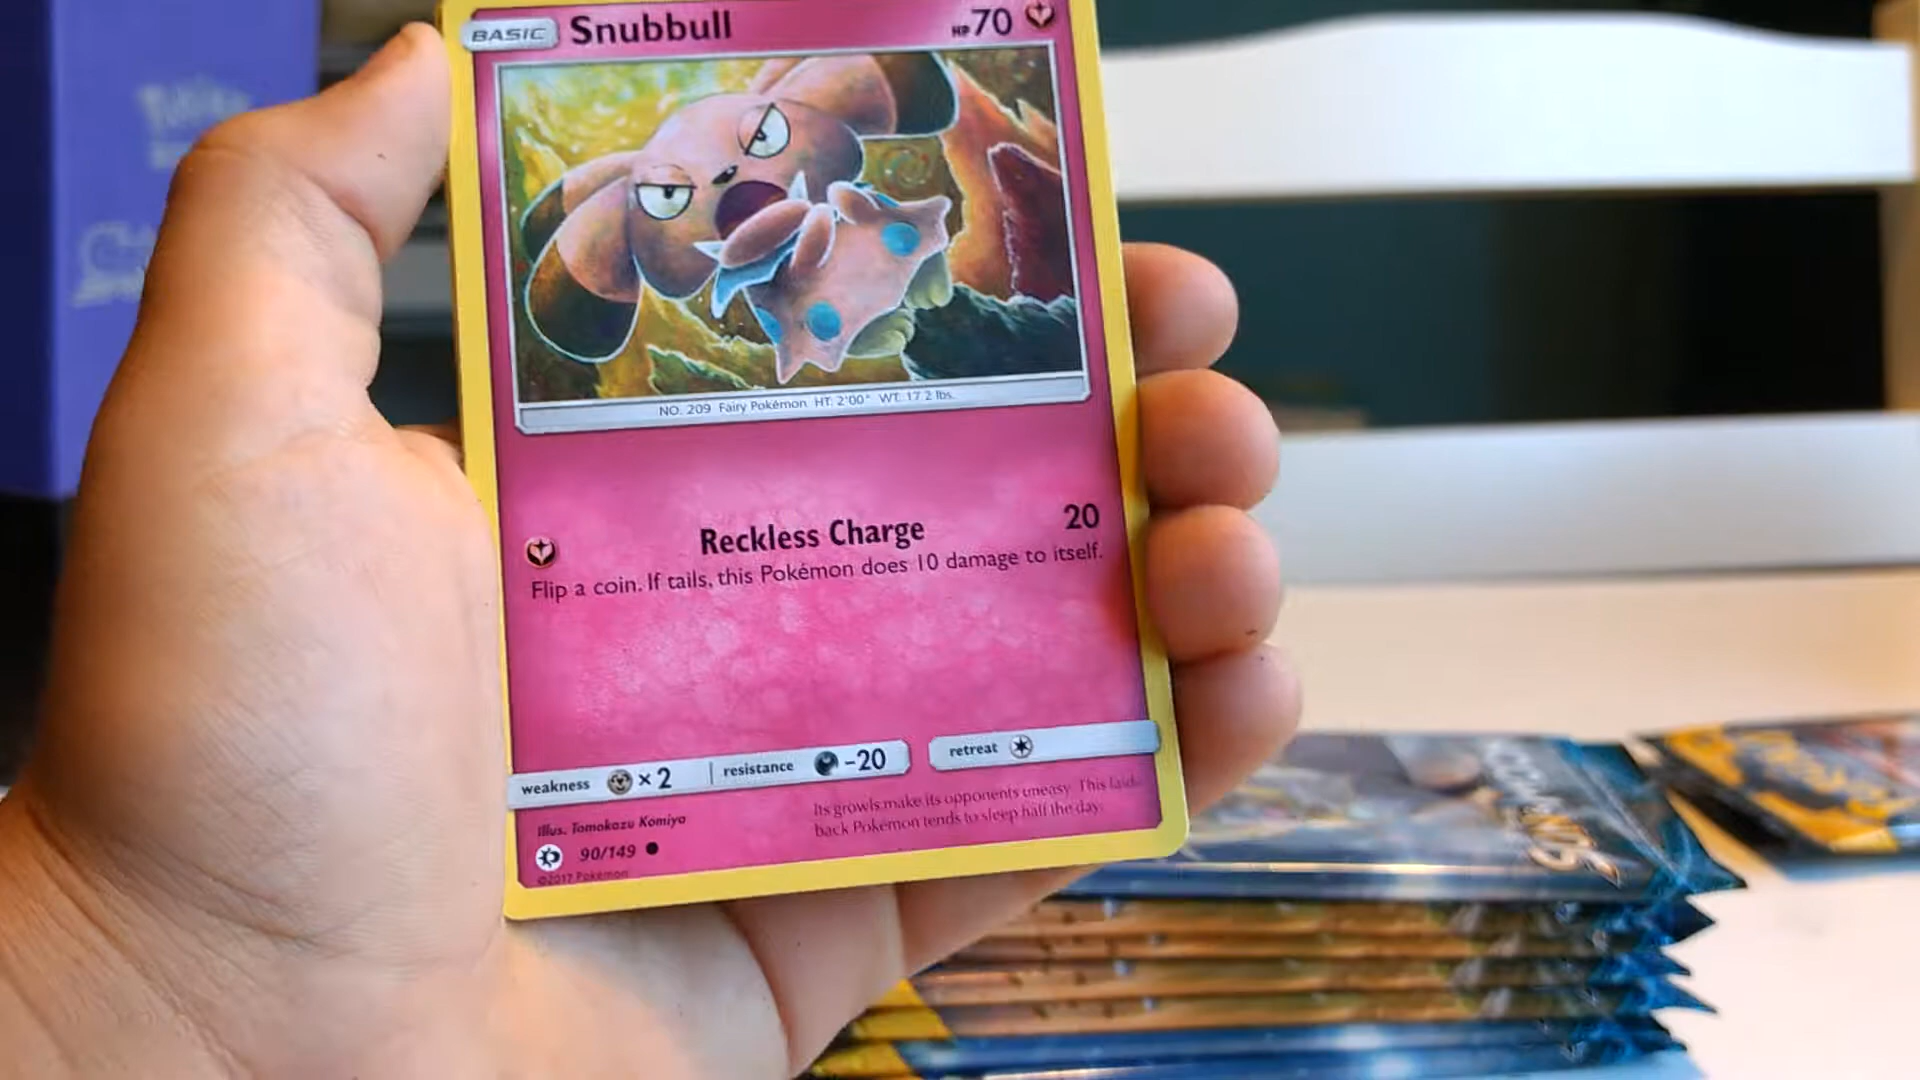 BASIC Snubbull HP70
NO. 209 Fairy Pokémon HT: 2'00" WT: 17.2 lbs.
Reckless Charge 20
Flip a coin. If tails, this Pokémon does 10 damage to itself.
weakness ×2 resistance -20 retreat
Illus. Tomokazu Komiya
Its growls make its opponents uneasy. This laid-
back Pokémon tends to sleep half the day.
90/149
©2017 Pokémon